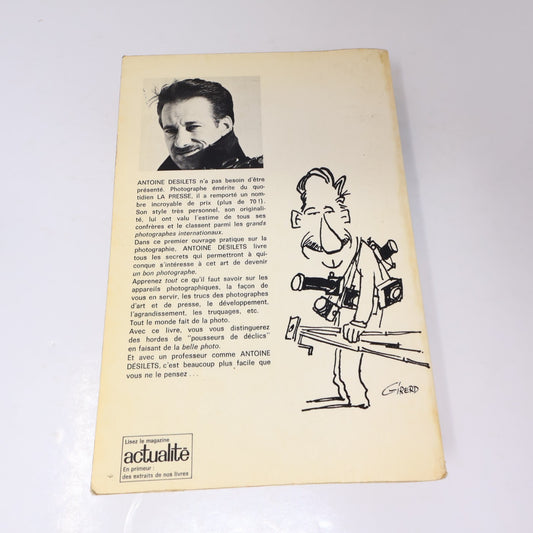 ANTOINE DESILETS n'a pas besoin d'être
présenté. Photographe émérite du quo-
tidien LA PRESSE, il a remporté un nom-
bre incroyable de prix (plus de 70!).
Son style très personnel, son originali-
té, lui ont valu l'estime de tous ses
confrères et le classent parmi les grands
photographes internationaux.
Dans ce premier ouvrage pratique sur la
photographie, ANTOINE DESILETS livre
tous les secrets qui permettront à qui-
conque s'intéresse à cet art de devenir
un bon photographe.
Apprenez tout ce qu'il faut savoir sur les
appareils photographiques, la façon de
vous en servir, les trucs des photographes
d'art et de presse, le développement,
l'agrandissement, les truquages, etc.
Tout le monde fait de la photo.
Avec ce livre, vous vous distinguerez
des hordes de "pousseurs de déclics"
en faisant de la belle photo.
Et avec un professeur comme ANTOINE
DESILETS, c'est beaucoup plus facile que
vous ne le pensez . . .
GIRERD
Lisez le magazine
actualité
En primeur :
des extraits de nos livres